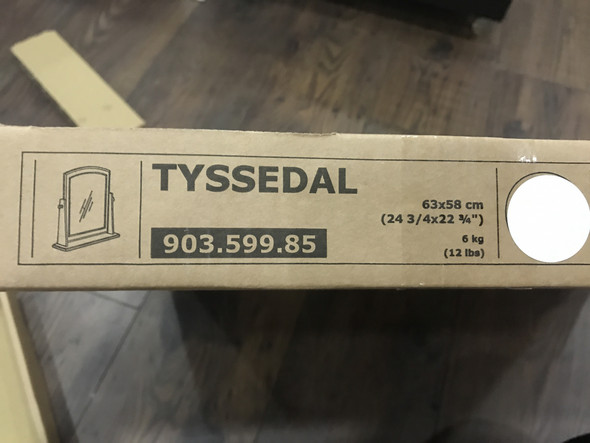 TYSSEDAL
903.599.85
63x58 cm
(24 3/4x22 ¾")
6 kg
(12 lbs)